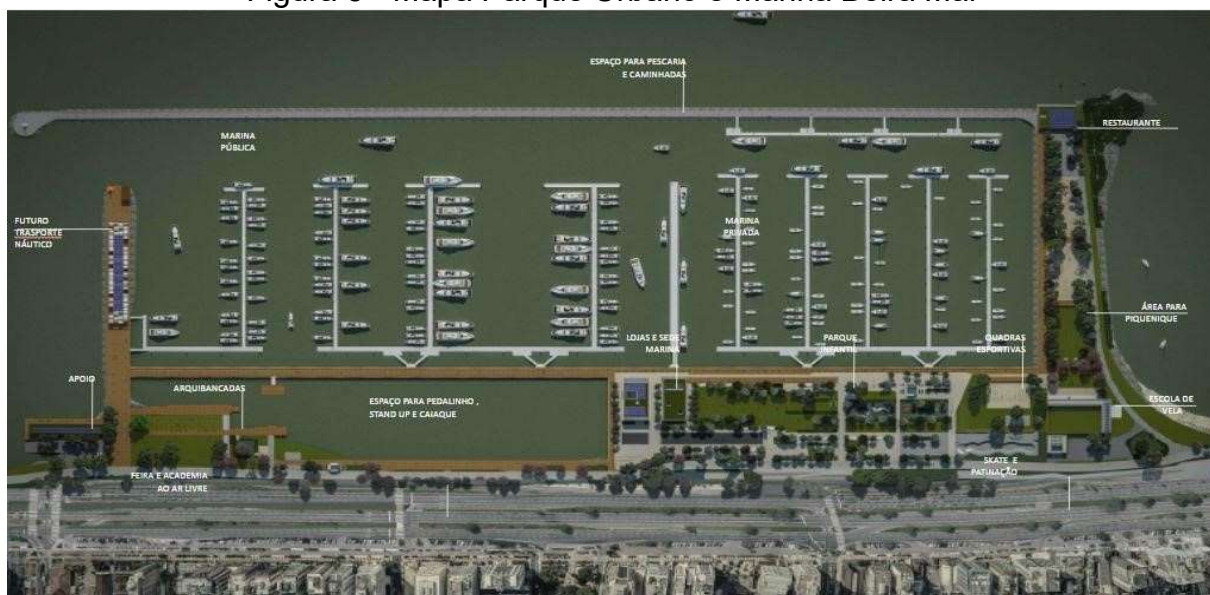 Figura 3 - Mapa Parque Urbano e Marina Beira Mar
ESPAÇO PARA PESCARIA
E CAMINHADAS
RESTAURANTE
MARINA
PÚBLICA
FUTURO
TRASPORTE
NÁUTICO
MARINA
PRIVADA
ÁREA PARA
PIQUENIQUE
LOJAS E SEDE
MARINA
PARQUE
INFANTIL
QUADRAS
ESPORTIVAS
APOIO
ARQUIBANCADAS
ESPAÇO PARA PEDALINHO ,
STAND UP E CAIAQUE
ESCOLA DE
VELA
FEIRA E ACADEMIA
AO AR LIVRE
SKATE E
PATINAÇÃO